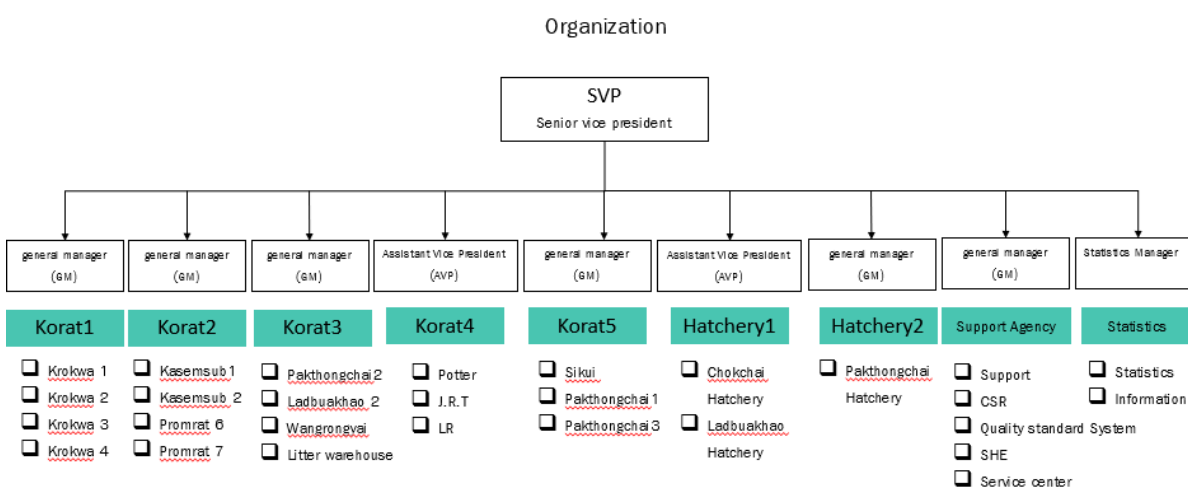 Organization
SVP
Senior vice president
general manager
(GM)
general manager
(GM)
general manager
(GM)
Assistant Vice President
(AVP)
general manager
(GM)
Assistant Vice President
(AVP)
general manager
(GM)
general manager
(GM)
Statistics Manager
Korat1
Korat2
Korat3
Korat4
Korat5
Hatchery1
Hatchery2
Support Agency
Statistics
Krokwa 1
Krokwa 2
Krokwa 3
Krokwa 4
Kasemsub 1
Kasemsub 2
Promrat 6
Promrat 7
Pakthongchai 2
Ladbuakhao 2
Wangrongyai
Litter warehouse
Potter
J.R.T
LR
Sikui
Pakthongchai 1
Pakthongchai 3
Chokchai
Hatchery
Ladbuakhao
Hatchery
Pakthongchai
Hatchery
Support
CSR
Quality standard System
SHE
Service center
Statistics
Information